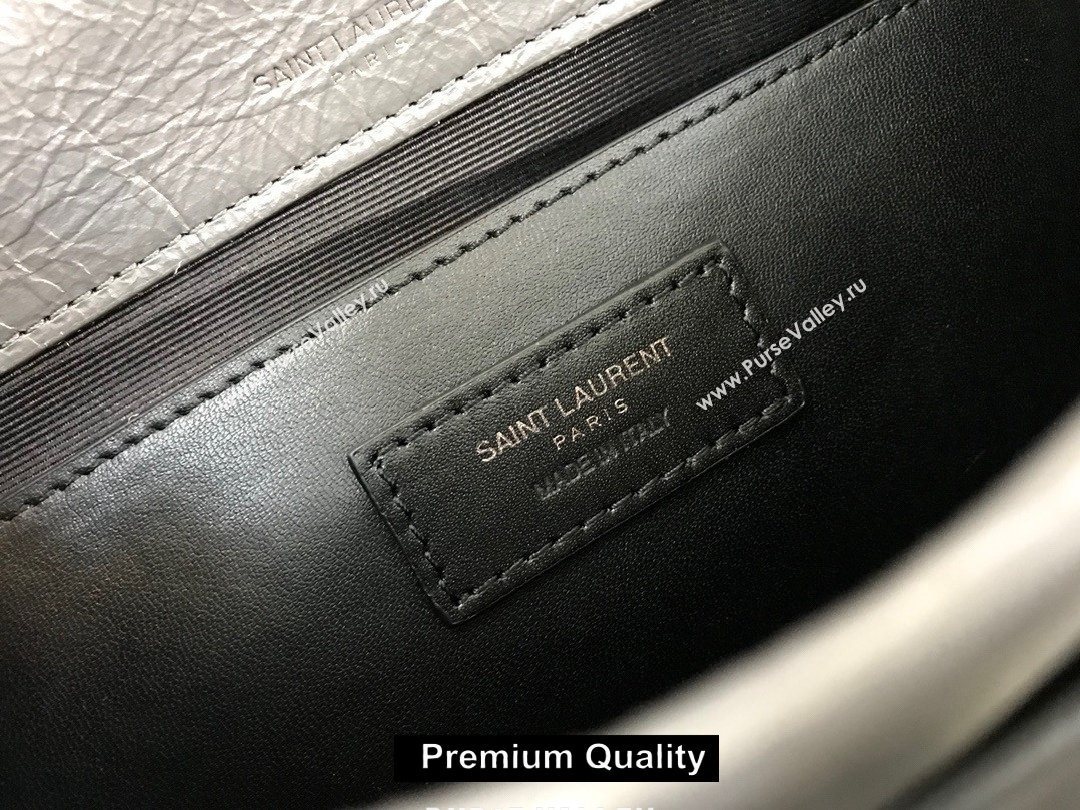 SAINT LAURENT
PARIS
SAINT LAURENT
PARIS
MADE IN ITALY
www.PurseValley.ru
Premium Quality